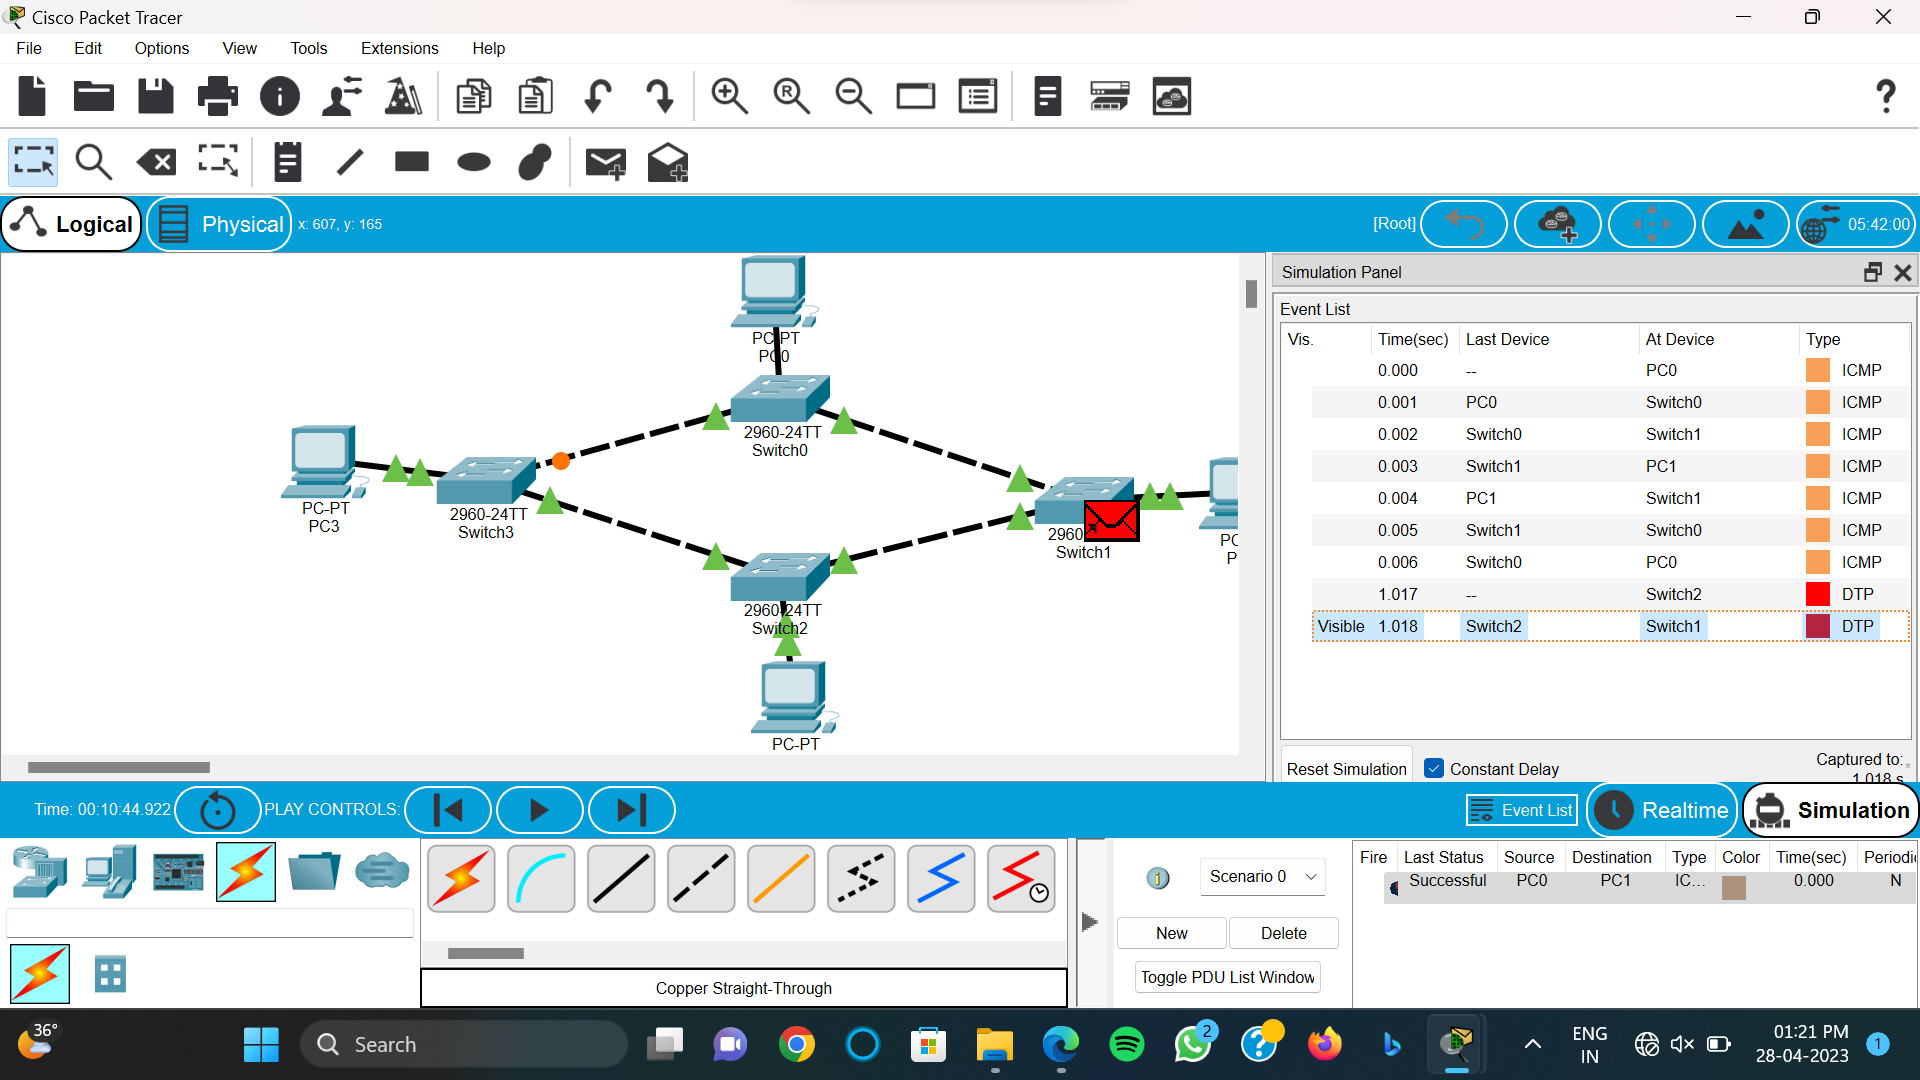 Cisco Packet Tracer
File Edit Options View Tools Extensions Help
Logical Physical x: 607, y: 165 [Root] 05:42:00
PC-PT
PC0
2960-24TT
Switch0
PC-PT
PC3
2960-24TT
Switch3
2960
Switch1
PC
P
2960-24TT
Switch2
PC-PT
Simulation Panel
Event List
Vis. Time(sec) Last Device At Device Type
0.000 -- PC0 ICMP
0.001 PC0 Switch0 ICMP
0.002 Switch0 Switch1 ICMP
0.003 Switch1 PC1 ICMP
0.004 PC1 Switch1 ICMP
0.005 Switch1 Switch0 ICMP
0.006 Switch0 PC0 ICMP
1.017 -- Switch2 DTP
Visible 1.018 Switch2 Switch1 DTP
Reset Simulation Constant Delay Captured to:*
1.018 s
Time: 00:10:44.922 PLAY CONTROLS: Event List Realtime Simulation
Scenario 0
New Delete
Toggle PDU List Window
Copper Straight-Through
Fire Last Status Source Destination Type Color Time(sec) Periodic
Successful PC0 PC1 IC... 0.000 N
36°
Search
2
ENG
IN
01:21 PM
28-04-2023
1